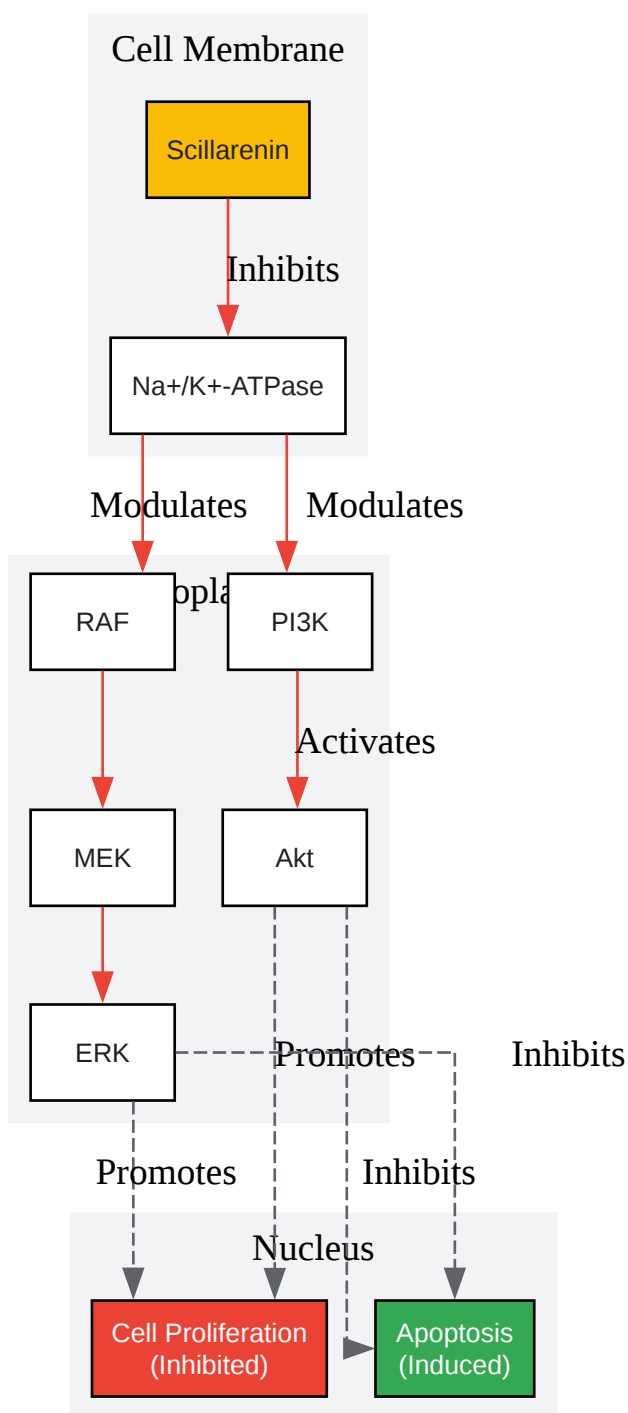 Cell Membrane
Scillarenin
Inhibits
Na+/K+-ATPase
Modulates
Modulates
RAF
PI3K
Activates
MEK
Akt
ERK
Promotes
Inhibits
Promotes
Inhibits
Nucleus
Cell Proliferation
(Inhibited)
Apoptosis
(Induced)